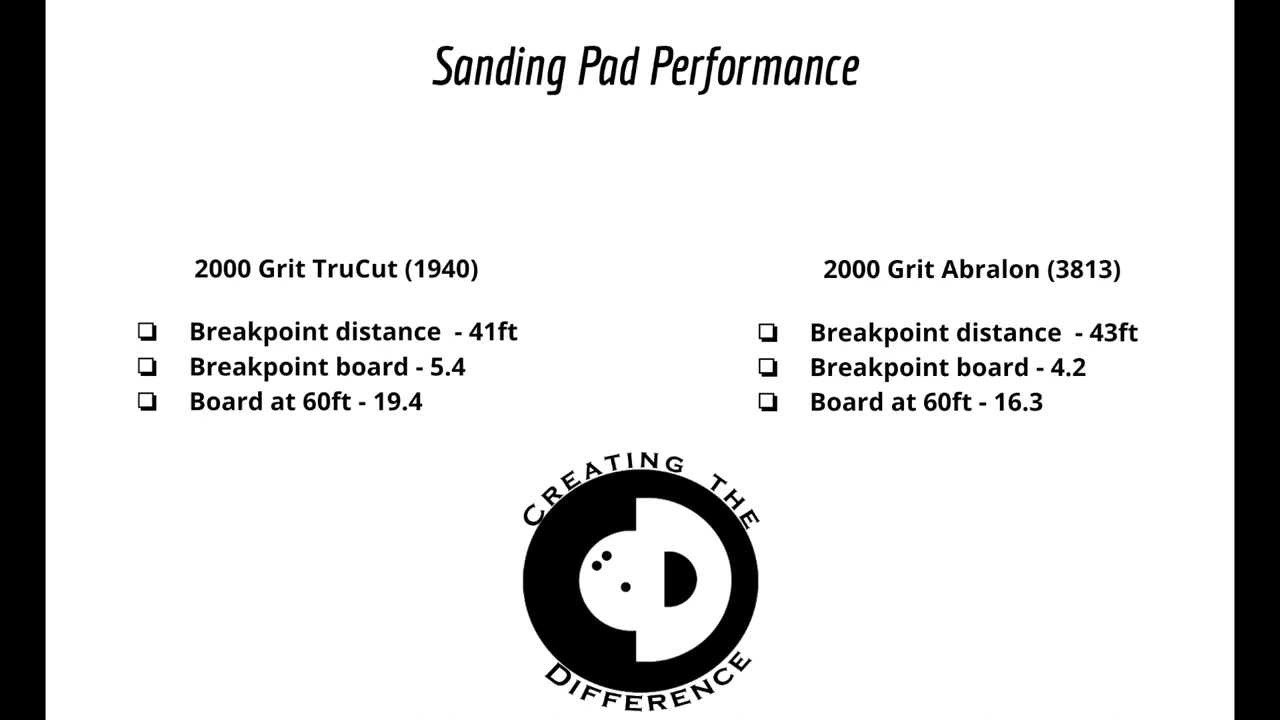 Sanding Pad Performance
2000 Grit TruCut (1940)
Breakpoint distance - 41ft
Breakpoint board - 5.4
Board at 60ft - 19.4
2000 Grit Abralon (3813)
Breakpoint distance - 43ft
Breakpoint board - 4.2
Board at 60ft - 16.3
CREATING THE
DIFFERENCE